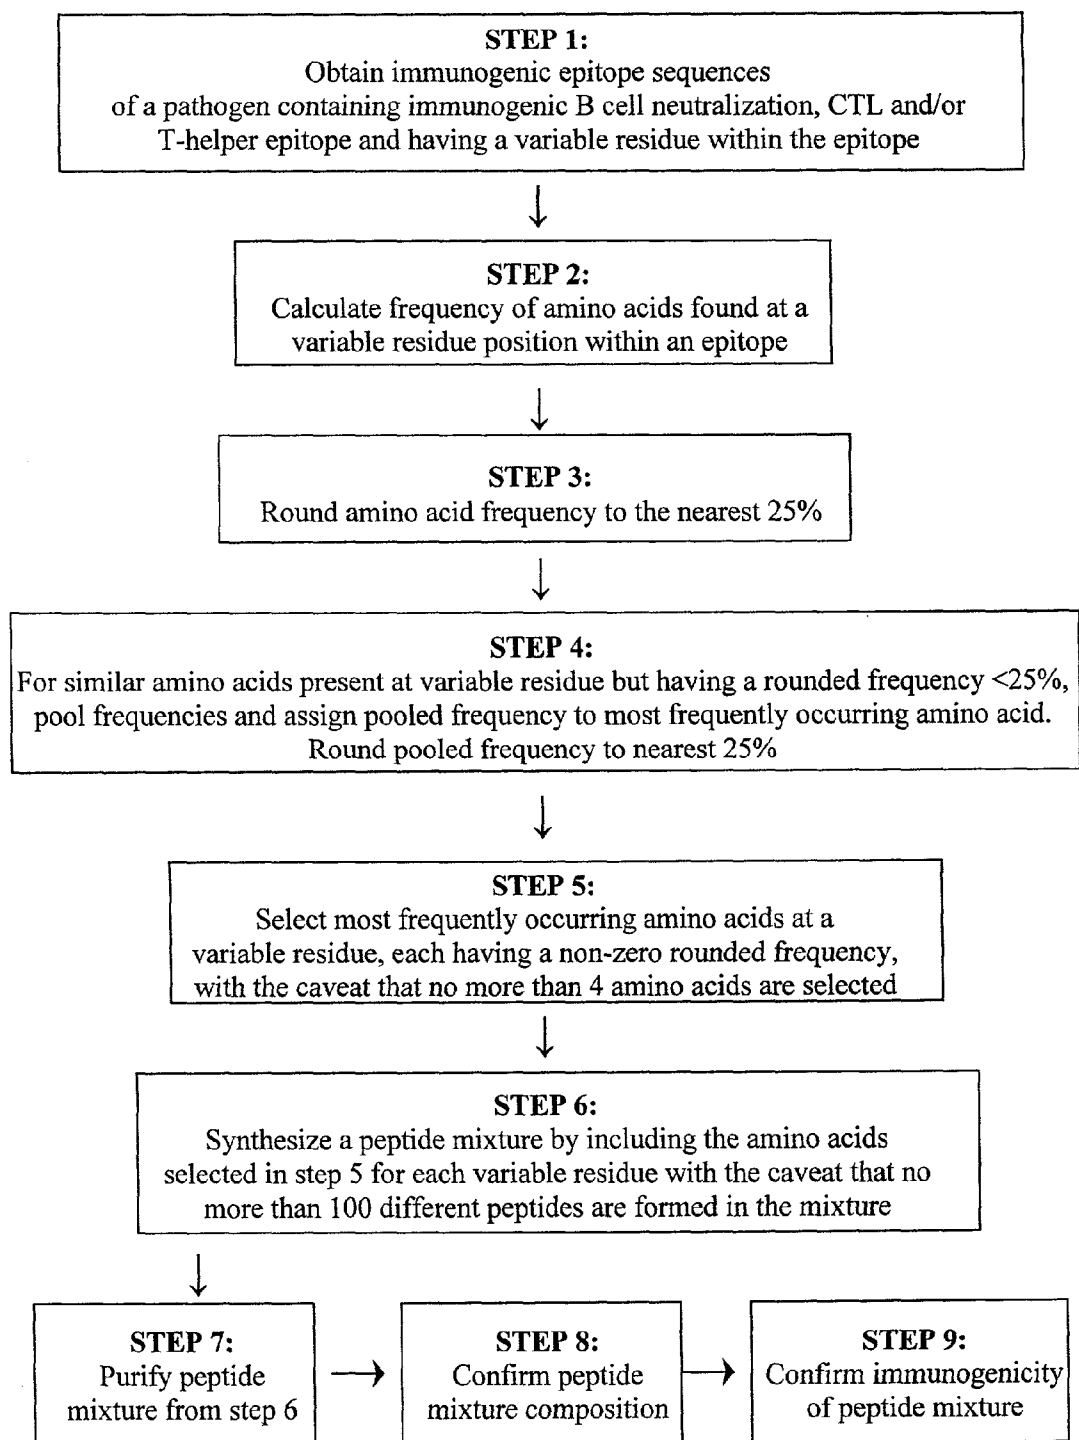 STEP 1:
Obtain immunogenic epitope sequences
of a pathogen containing immunogenic B cell neutralization, CTL and/or
T-helper epitope and having a variable residue within the epitope
STEP 2:
Calculate frequency of amino acids found at a
variable residue position within an epitope
STEP 3:
Round amino acid frequency to the nearest 25%
STEP 4:
For similar amino acids present at variable residue but having a rounded frequency <25%,
pool frequencies and assign pooled frequency to most frequently occurring amino acid.
Round pooled frequency to nearest 25%
STEP 5:
Select most frequently occurring amino acids at a
variable residue, each having a non-zero rounded frequency,
with the caveat that no more than 4 amino acids are selected
STEP 6:
Synthesize a peptide mixture by including the amino acids
selected in step 5 for each variable residue with the caveat that no
more than 100 different peptides are formed in the mixture
STEP 7:
Purify peptide
mixture from step 6
STEP 8:
Confirm peptide
mixture composition
STEP 9:
Confirm immunogenicity
of peptide mixture